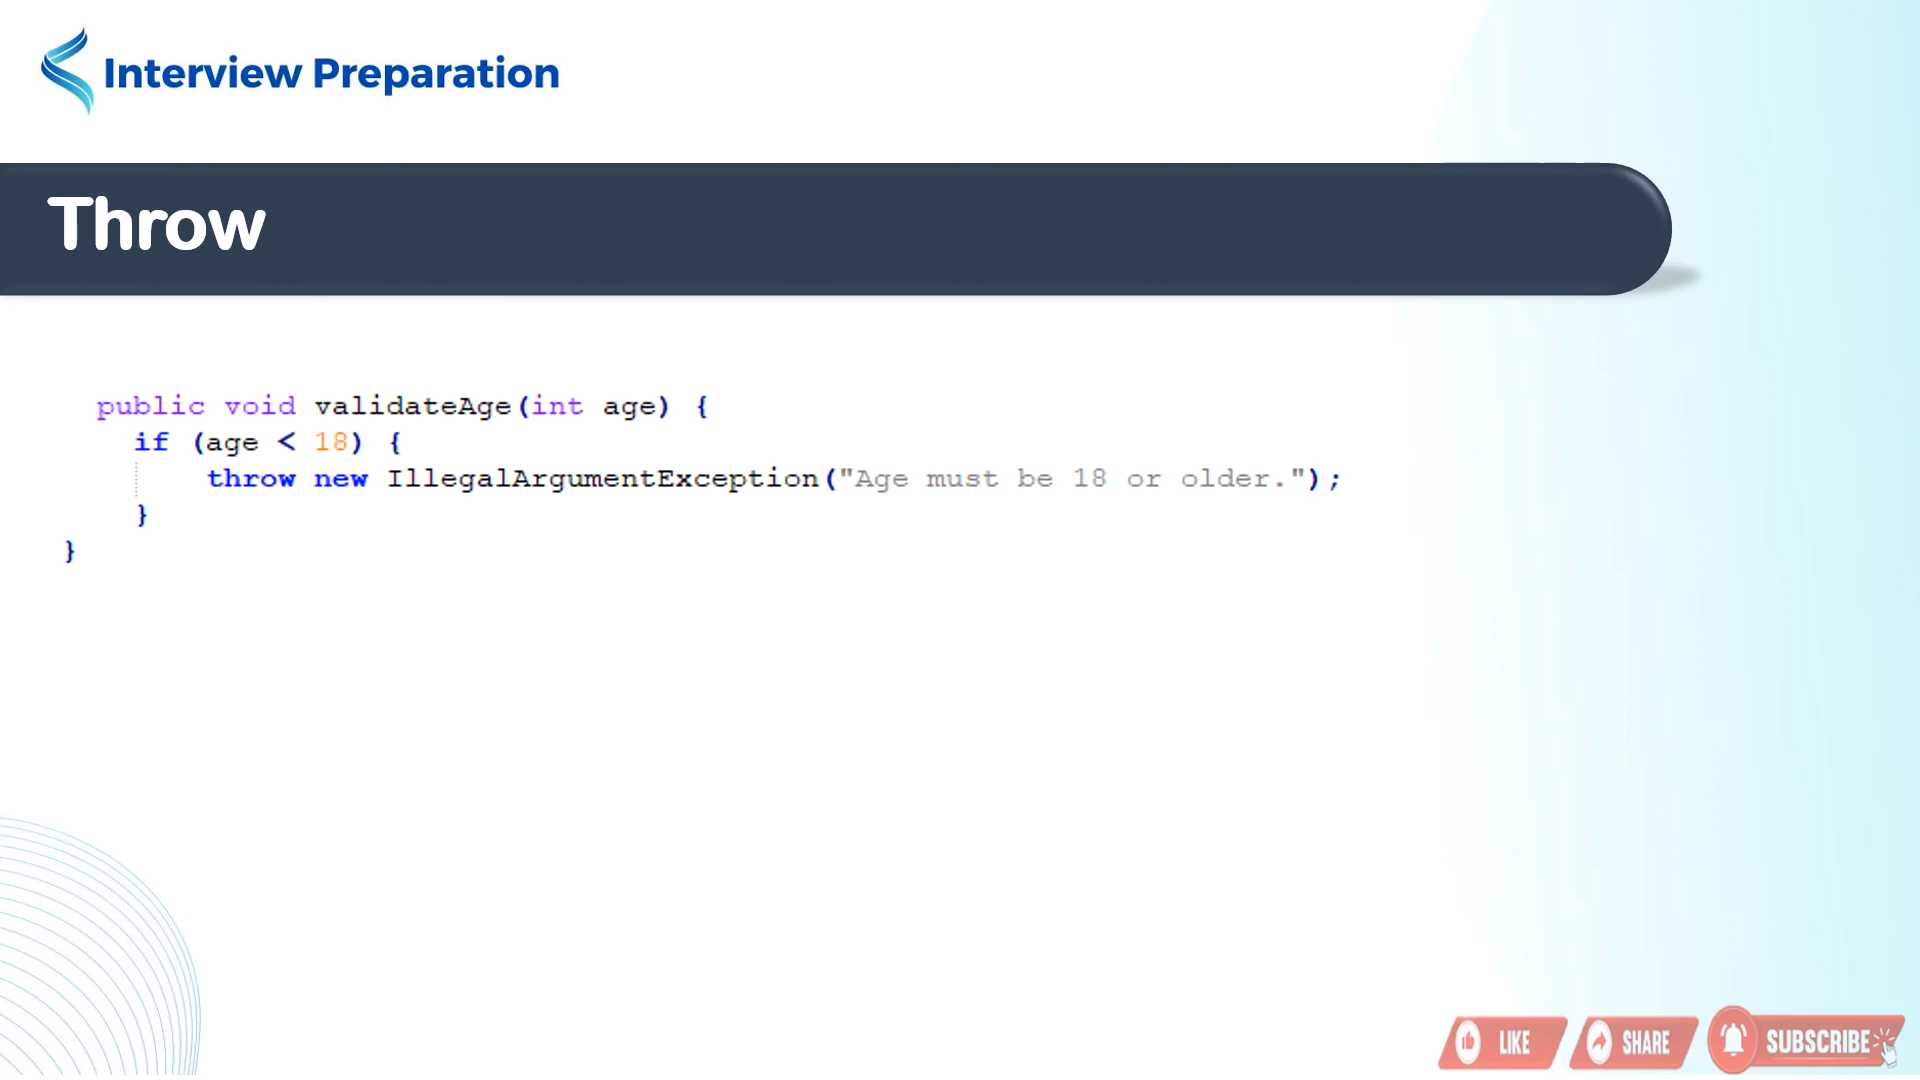 Interview Preparation
Throw
public void validateAge(int age) {
if (age < 18) {
throw new IllegalArgumentException("Age must be 18 or older.");
}
}
LIKE SHARE SUBSCRIBE